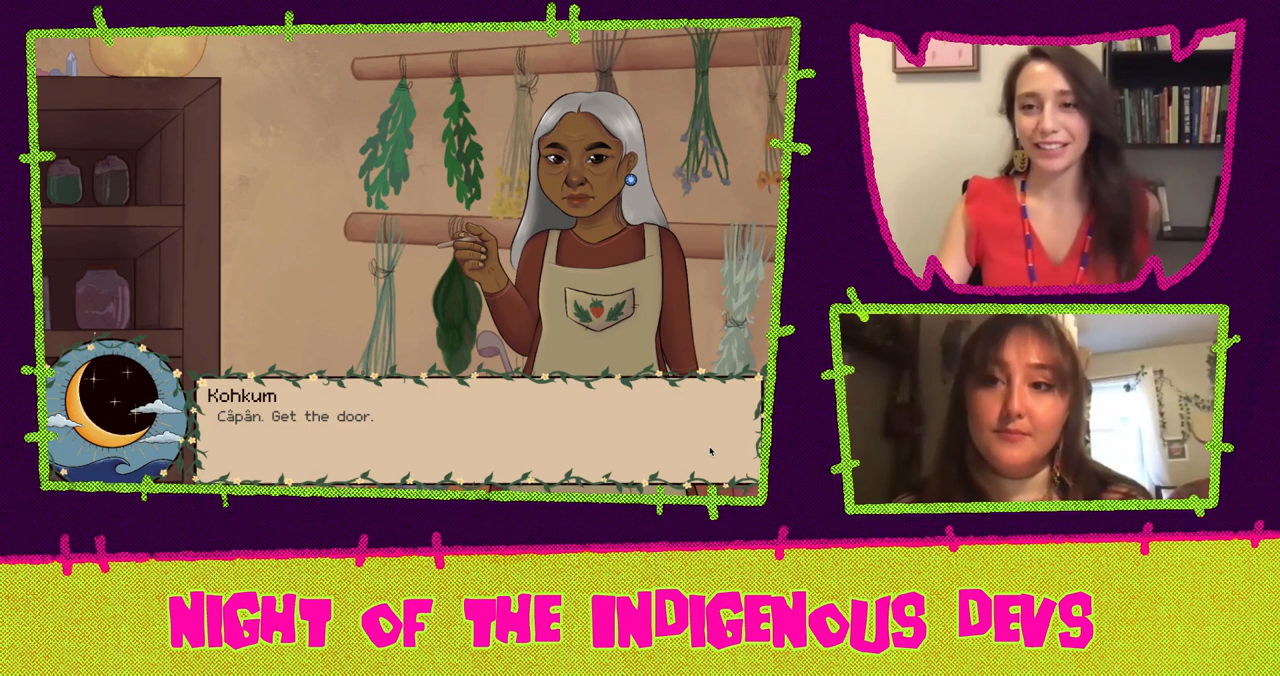 Kohkum
Câpân. Get the door.
NIGHT OF THE INDIGENOUS DEVS